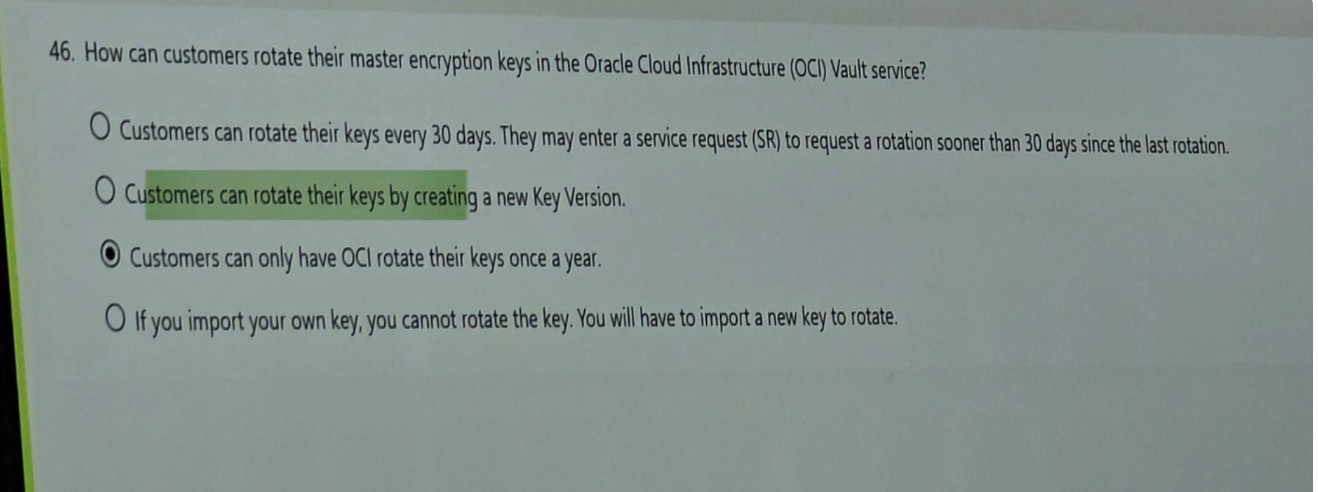 46. How can customers rotate their master encryption keys in the Oracle Cloud Infrastructure (OCI) Vault service?
Customers can rotate their keys every 30 days. They may enter a service request (SR) to request a rotation sooner than 30 days since the last rotation.
Customers can rotate their keys by creating a new Key Version.
Customers can only have OCI rotate their keys once a year.
If you import your own key, you cannot rotate the key. You will have to import a new key to rotate.